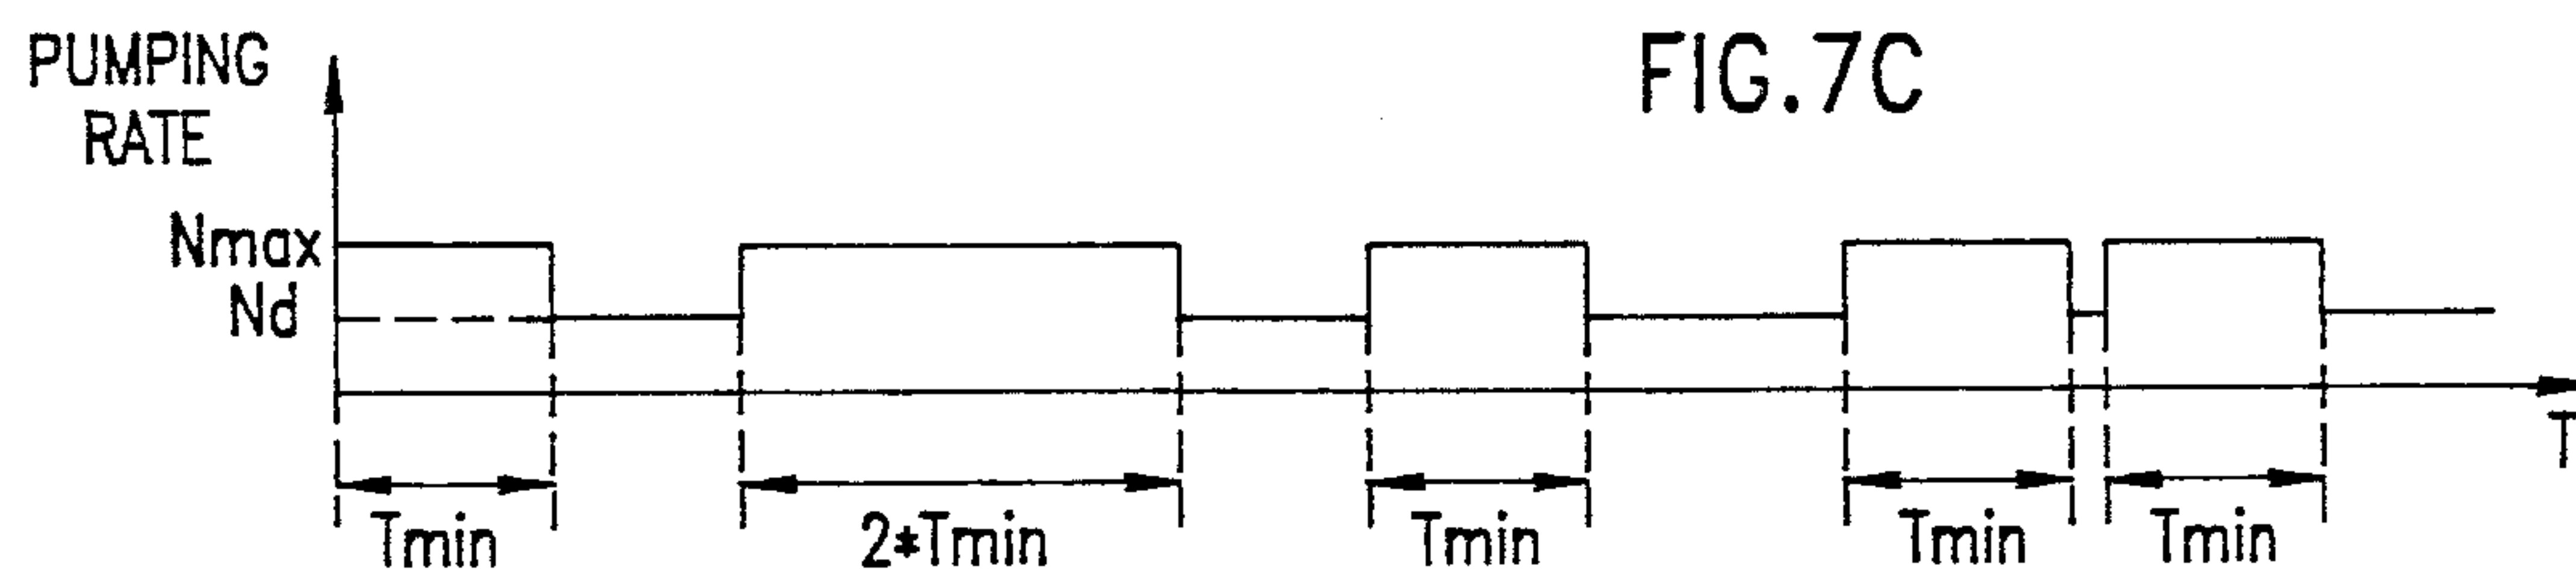 PUMPING
RATE
FIG.7C
Nmax
Nd
T
Tmin
2*Tmin
Tmin
Tmin
Tmin